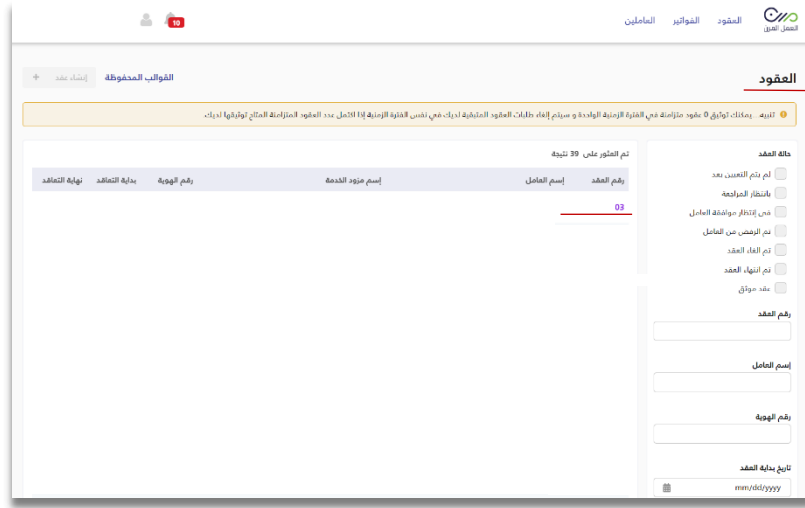 مرن
العمل المرن
العقود
الفواتير
العاملين
10
العقود
القوالب المحفوظة
إنشاء عقد +
تنبيه... يمكنك توثيق 0 عقود متزامنة في الفترة الزمنية الواحدة و سيتم إلغاء طلبات العقود المتبقية لديك في نفس الفترة الزمنية إذا اكتمل عدد العقود المتزامنة المتاح توثيقها لديك.
حالة العقد
لم يتم التعيين بعد
بانتظار المراجعة
في إنتظار موافقة العامل
تم الرفض من العامل
تم الغاء العقد
تم انتهاء العقد
عقد موثق
رقم العقد
إسم العامل
رقم الهوية
تاريخ بداية العقد
mm/dd/yyyy
تم العثور على 39 نتيجة
رقم العقد إسم العامل إسم مزود الخدمة رقم الهوية بداية التعاقد نهاية التعاقد
03